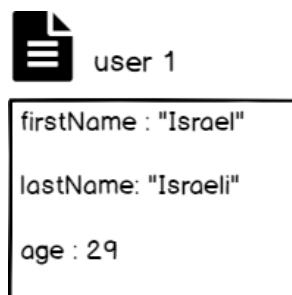 user 1
firstName : "Israel"
lastName: "Israeli"
age : 29